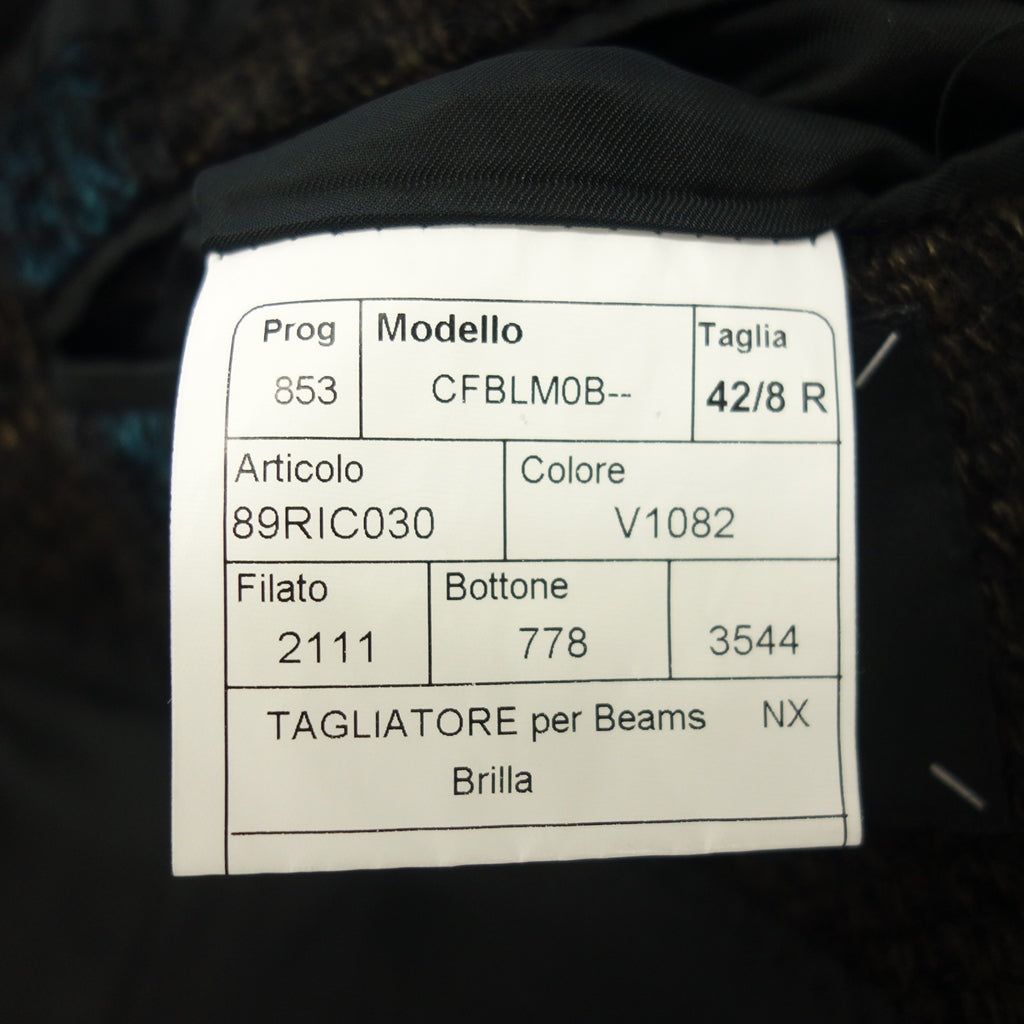 Prog Modello Taglia
853 CFBLM0B-- 42/8 R
Articolo Colore
89RIC030 V1082
Filato Bottone
2111 778 3544
TAGLIATORE per Beams NX
Brilla